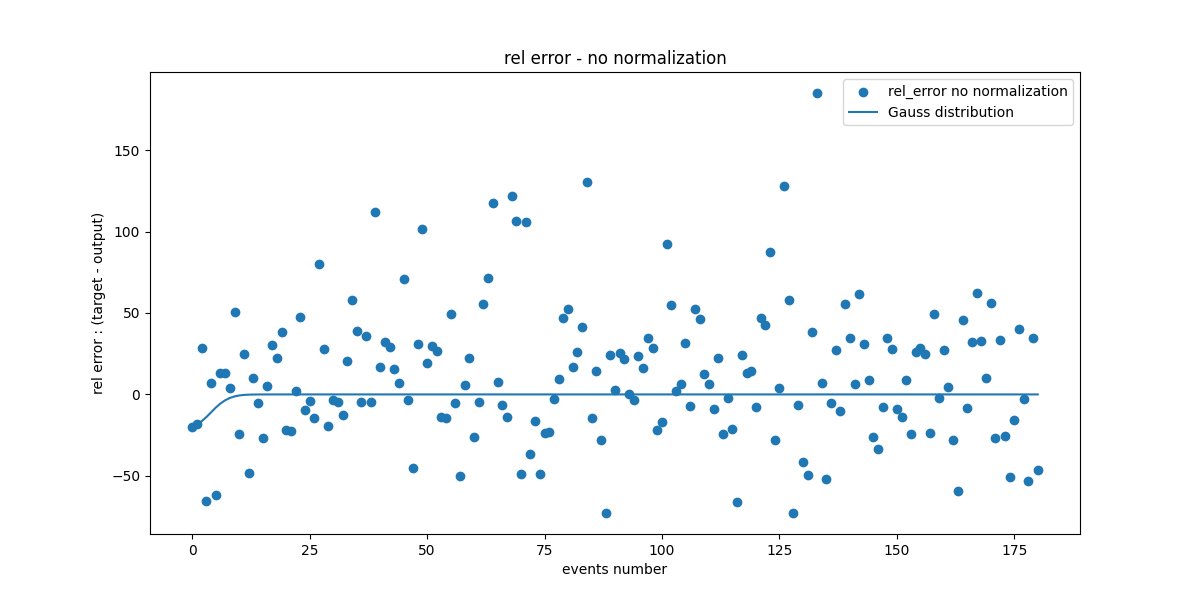 rel error - no normalization
rel_error no normalization
Gauss distribution
rel error : (target - output)
150
100
50
0
−50
0
25
50
75
100
125
150
175
events number